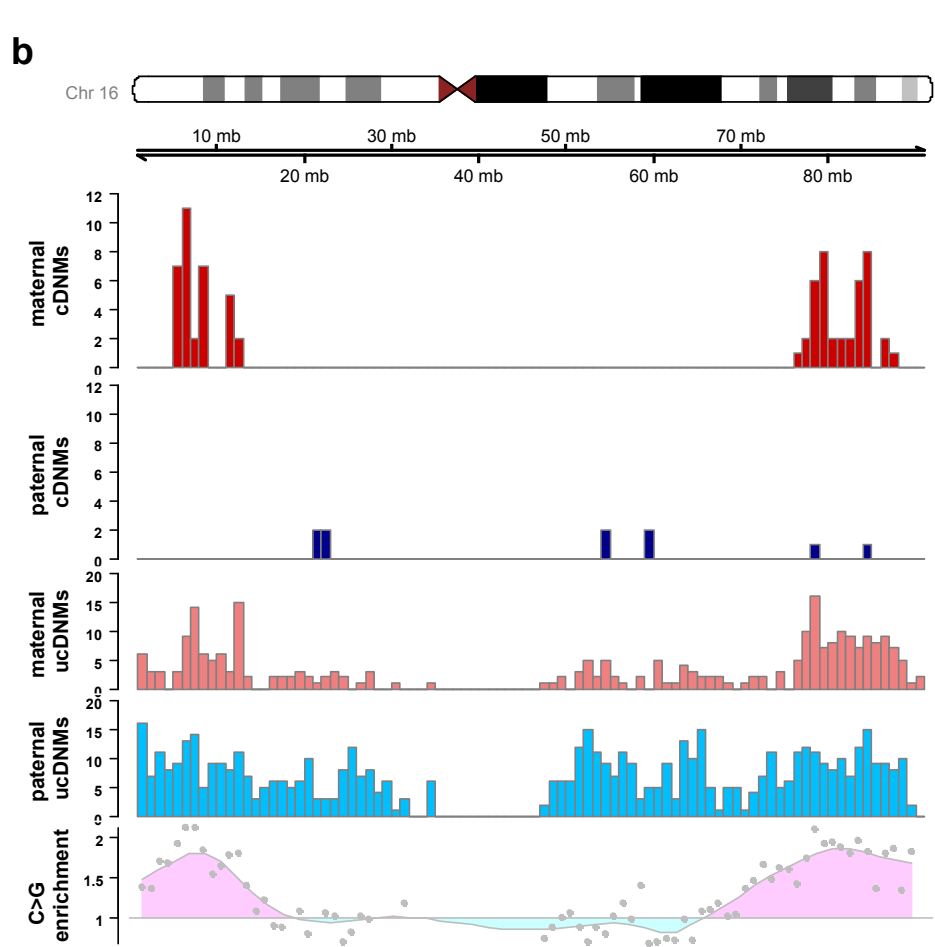 b
Chr 16
10 mb 30 mb 50 mb 70 mb
20 mb 40 mb 60 mb 80 mb
maternal
cDNMs
12
10
8
6
4
2
0
paternal
cDNMs
12
10
8
6
4
2
0
maternal
ucDNMs
20
15
10
5
0
paternal
ucDNMs
20
15
10
5
0
C>G
enrichment
2
1.5
1